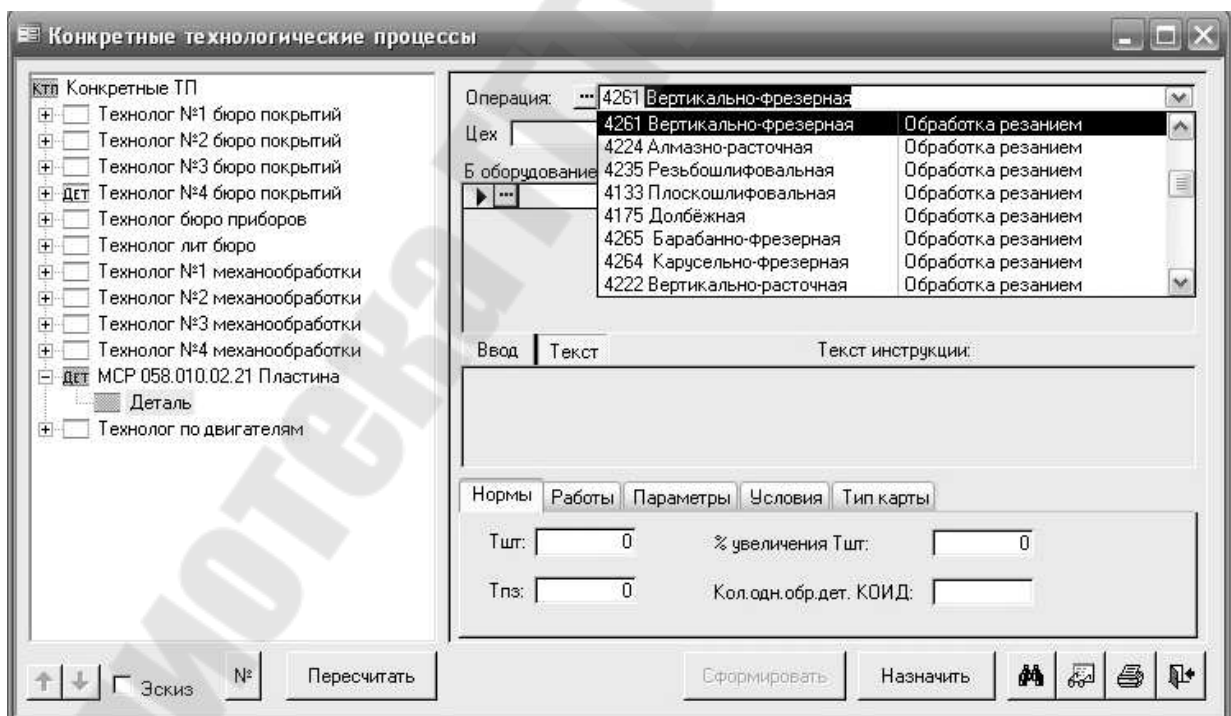 Конкретные технологические процессы
Ктп Конкретные ТП
Технолог №1 бюро покрытий
Технолог №2 бюро покрытий
Технолог №3 бюро покрытий
Дет Технолог №4 бюро покрытий
Технолог бюро приборов
Технолог лит бюро
Технолог №1 механообработки
Технолог №2 механообработки
Технолог №3 механообработки
Технолог №4 механообработки
Дет МСР 058.010.02.21 Пластина
Деталь
Технолог по двигателям
Операция: ... 4261 Вертикально-фрезерная
Цех
Б оборудование
...
4261 Вертикально-фрезерная Обработка резанием
4224 Алмазно-расточная Обработка резанием
4235 Резьбошлифовальная Обработка резанием
4133 Плоскошлифовальная Обработка резанием
4175 Долбёжная Обработка резанием
4265 Барабанно-фрезерная Обработка резанием
4264 Карусельно-фрезерная Обработка резанием
4222 Вертикально-расточная Обработка резанием
Ввод Текст Текст инструкции:
Нормы Работы Параметры Условия Тип карты
Тшт: 0 % увеличения Тшт: 0
Тпз: 0 Кол.одн.обр.дет. КОИД:
Эскиз № Пересчитать Сформировать Назначить